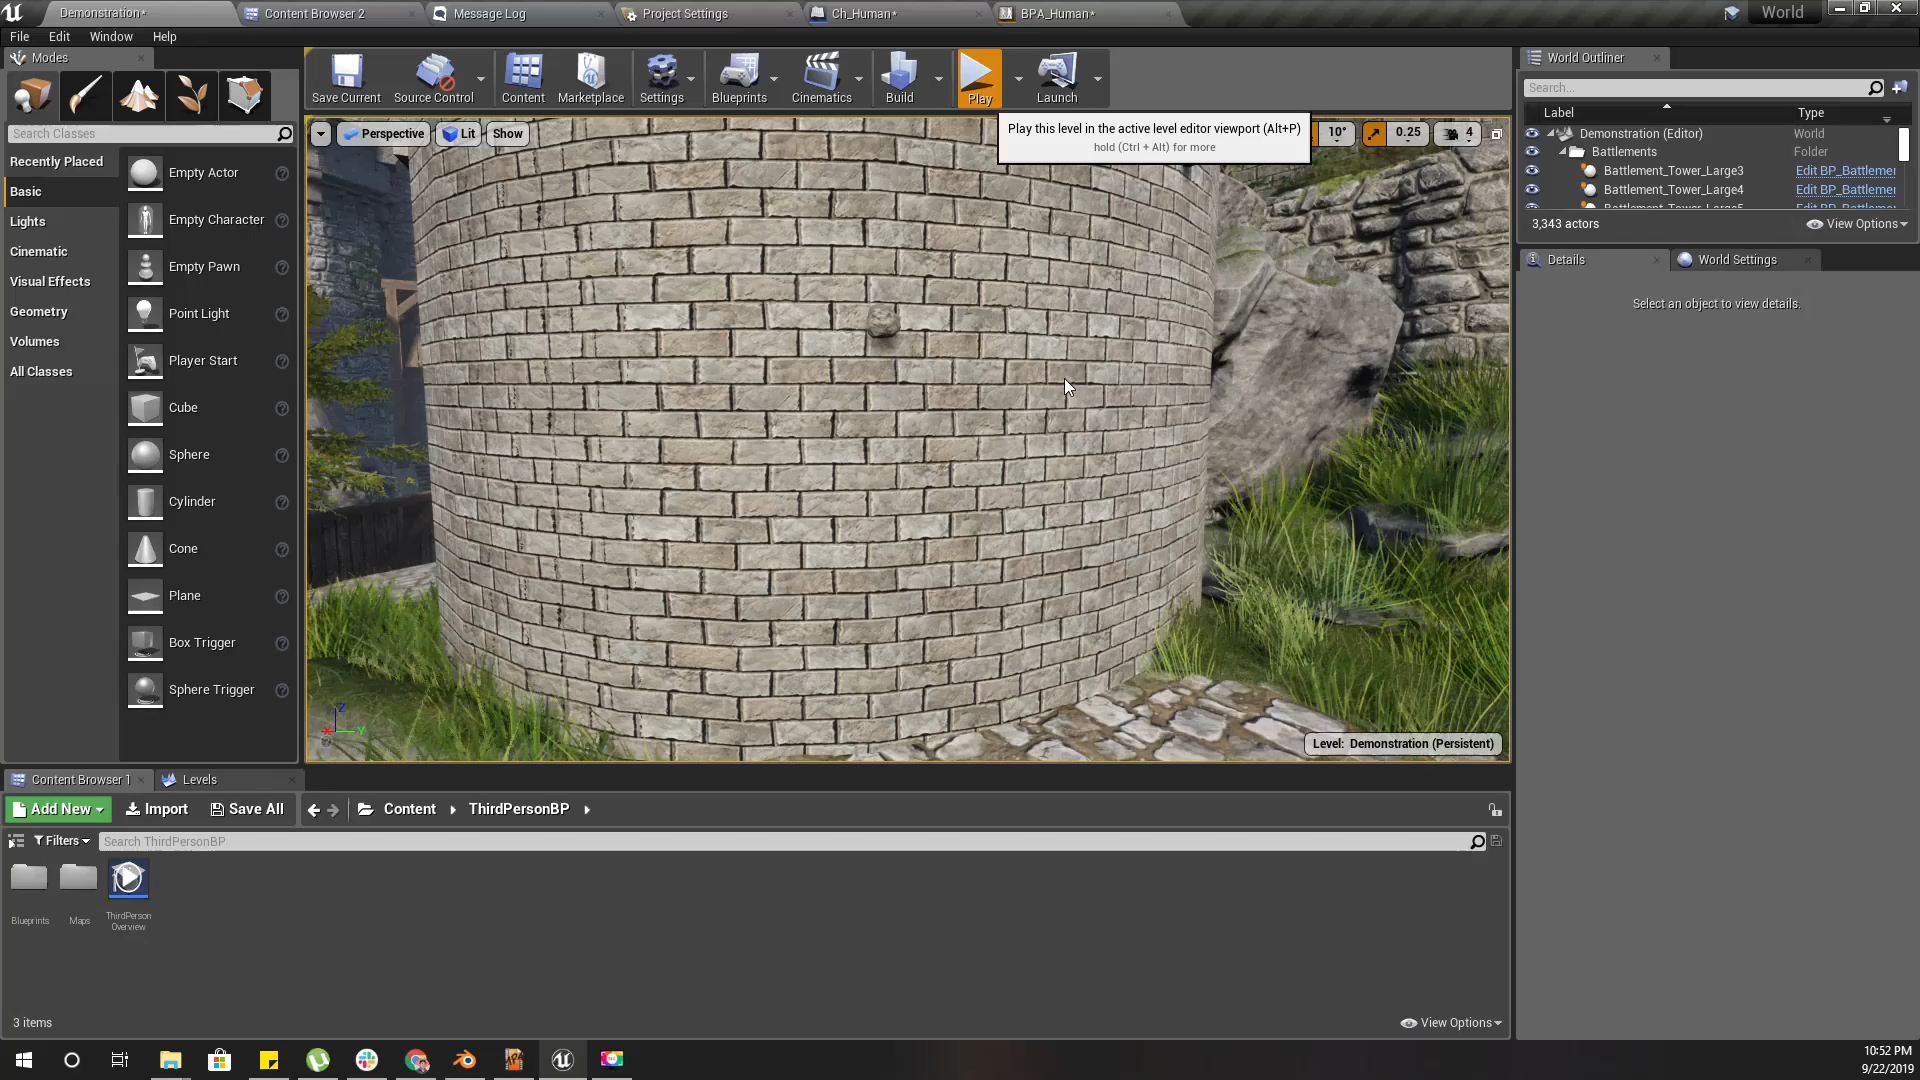 Demonstration*
Content Browser 2
Message Log
Project Settings
Ch_Human*
BPA_Human*
World
File Edit Window Help
Modes
Save Current
Source Control
Content
Marketplace
Settings
Blueprints
Cinematics
Build
Play
Launch
World Outliner
Search Classes
Search...
Perspective
Lit
Show
Play this level in the active level editor viewport (Alt+P)
hold (Ctrl + Alt) for more
10°
0.25
4
Label
Type
Demonstration (Editor)
World
Battlements
Folder
Battlement_Tower_Large3
Edit BP_Battlemer
Battlement_Tower_Large4
Edit BP_Battlemer
3,343 actors
View Options
Recently Placed
Basic
Lights
Cinematic
Visual Effects
Geometry
Volumes
All Classes
Empty Actor
Empty Character
Empty Pawn
Point Light
Player Start
Cube
Sphere
Cylinder
Cone
Plane
Box Trigger
Sphere Trigger
Details
World Settings
Select an object to view details.
Z
X
Y
Level: Demonstration (Persistent)
Content Browser 1
Levels
Add New
Import
Save All
Content
ThirdPersonBP
Filters
Search ThirdPersonBP
Blueprints
Maps
ThirdPerson
Overview
3 items
View Options
10:52 PM
9/22/2019